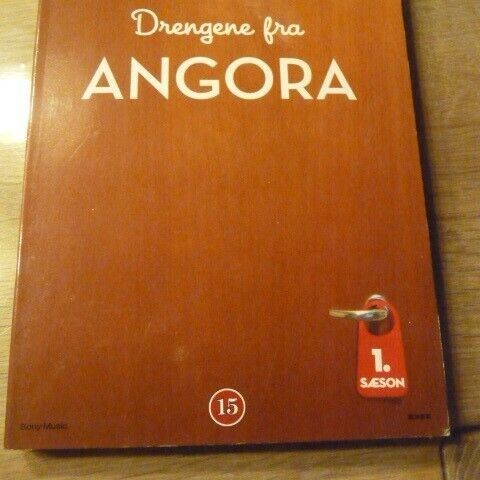 Drengene fra
ANGORA
1.
SÆSON
15
Sony Music